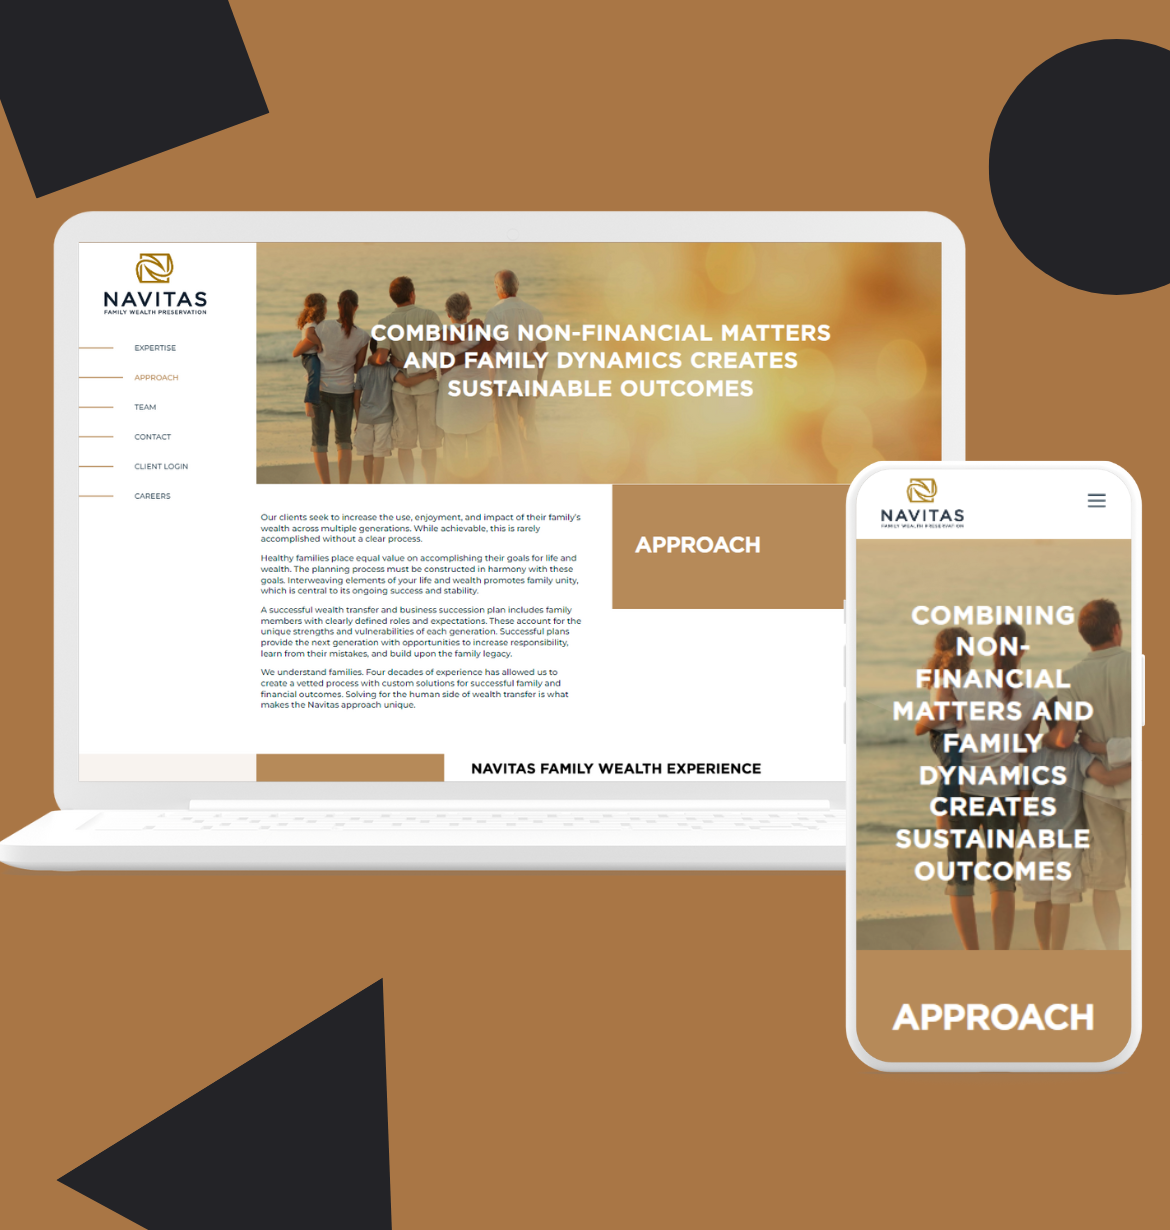 NAVITAS
FAMILY WEALTH PRESERVATION
EXPERTISE
APPROACH
TEAM
CONTACT
CLIENT LOGIN
CAREERS
COMBINING NON-FINANCIAL MATTERS
AND FAMILY DYNAMICS CREATES
SUSTAINABLE OUTCOMES
Our clients seek to increase the use, enjoyment, and impact of their family's
wealth across multiple generations. While achievable, this is rarely
accomplished without a clear process.
Healthy families place equal value on accomplishing their goals for life and
wealth. The planning process must be constructed in harmony with these
goals. Interweaving elements of your life and wealth promotes family unity,
which is central to its ongoing success and stability.
A successful wealth transfer and business succession plan includes family
members with clearly defined roles and expectations. These account for the
unique strengths and vulnerabilities of each generation. Successful plans
provide the next generation with opportunities to increase responsibility,
learn from their mistakes, and build upon the family legacy.
We understand families. Four decades of experience has allowed us to
create a vetted process with custom solutions for successful family and
financial outcomes. Solving for the human side of wealth transfer is what
makes the Navitas approach unique.
APPROACH
NAVITAS FAMILY WEALTH EXPERIENCE
NAVITAS
FAMILY WEALTH PRESERVATION
COMBINING
NON-
FINANCIAL
MATTERS AND
FAMILY
DYNAMICS
CREATES
SUSTAINABLE
OUTCOMES
APPROACH